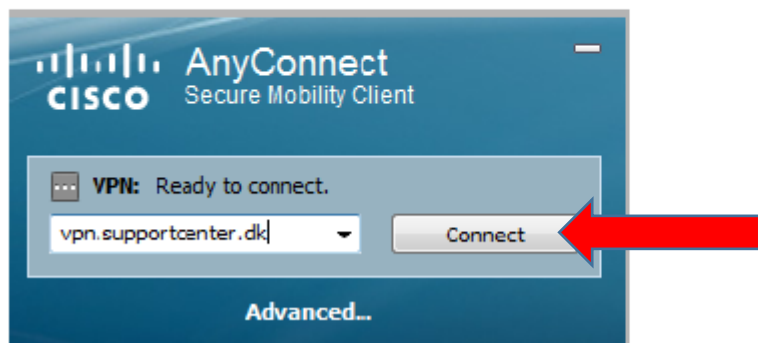 CISCO
AnyConnect
Secure Mobility Client
VPN: Ready to connect.
vpn.supportcenter.dk
Connect
Advanced...